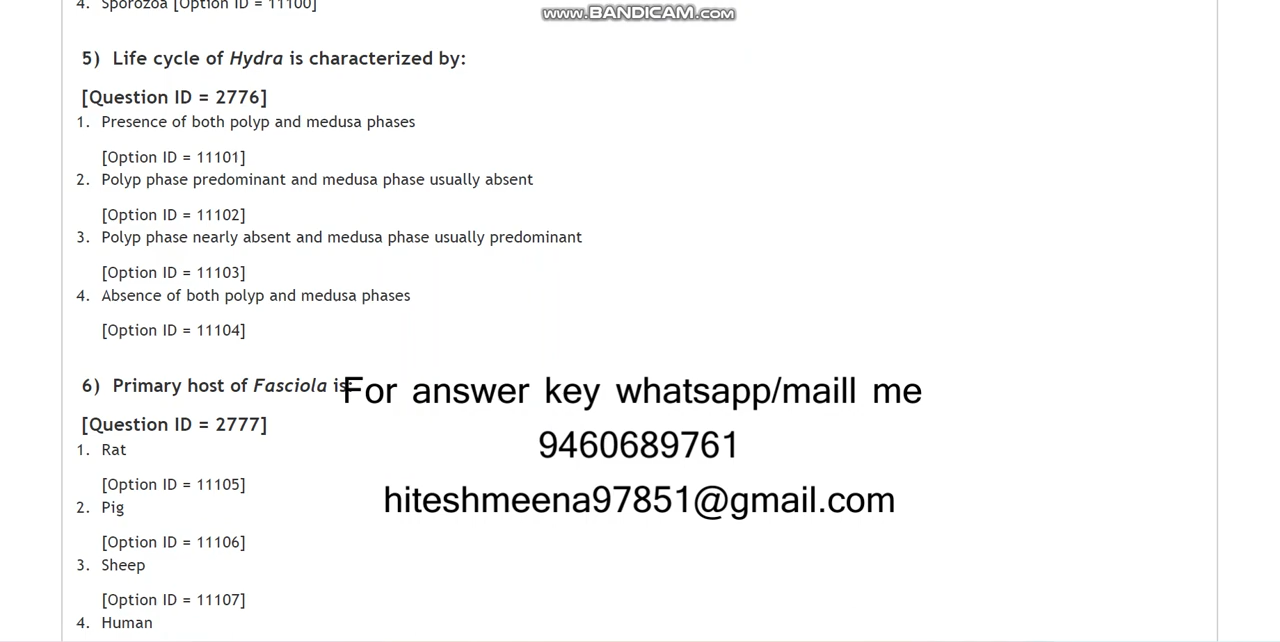 4. Sporozoa [Option ID = 11100]
www.BANDICAM.com
5) Life cycle of Hydra is characterized by:
[Question ID = 2776]
1. Presence of both polyp and medusa phases
[Option ID = 11101]
2. Polyp phase predominant and medusa phase usually absent
[Option ID = 11102]
3. Polyp phase nearly absent and medusa phase usually predominant
[Option ID = 11103]
4. Absence of both polyp and medusa phases
[Option ID = 11104]
6) Primary host of Fasciola is:
For answer key whatsapp/maill me
[Question ID = 2777]
9460689761
1. Rat
[Option ID = 11105]
hiteshmeena97851@gmail.com
2. Pig
[Option ID = 11106]
3. Sheep
[Option ID = 11107]
4. Human